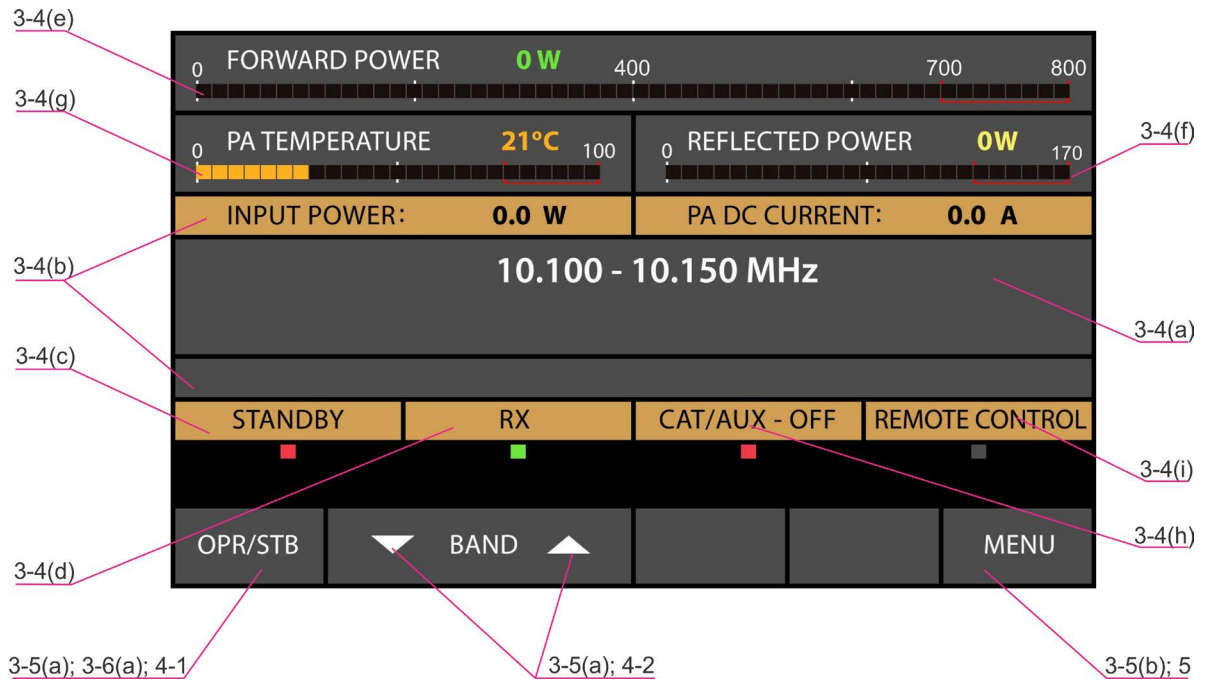 3-4(e)
FORWARD POWER 0 W
0 400 700 800
3-4(g)
PA TEMPERATURE 21°C
0 100
REFLECTED POWER 0W
0 170
3-4(f)
INPUT POWER: 0.0 W
PA DC CURRENT: 0.0 A
3-4(b)
10.100 - 10.150 MHz
3-4(a)
3-4(c)
STANDBY RX CAT/AUX - OFF REMOTE CONTROL
3-4(i)
3-4(h)
OPR/STB BAND MENU
3-4(d)
3-5(a); 3-6(a); 4-1
3-5(a); 4-2
3-5(b); 5